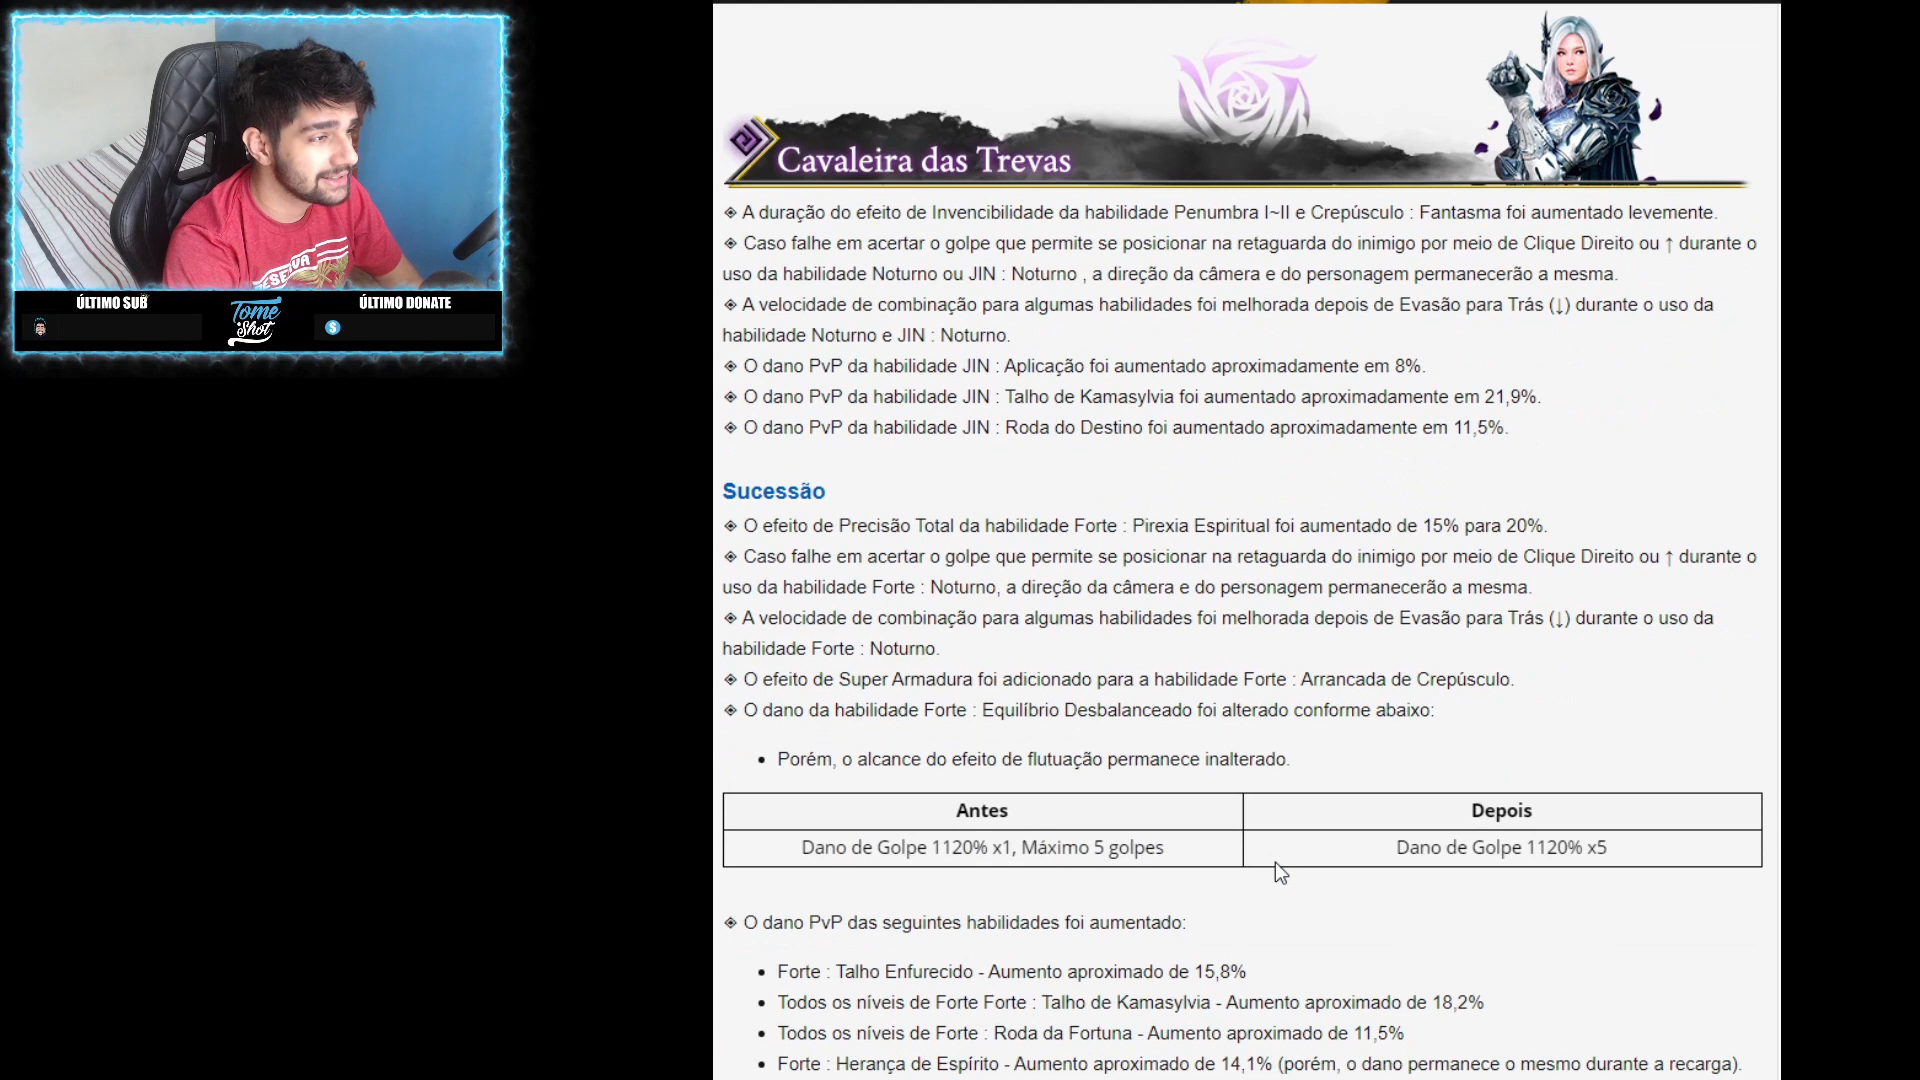 ÚLTIMO SUB
Tome Shot
ÚLTIMO DONATE
Cavaleira das Trevas
◈ A duração do efeito de Invencibilidade da habilidade Penumbra I~II e Crepúsculo : Fantasma foi aumentado levemente.
◈ Caso falhe em acertar o golpe que permite se posicionar na retaguarda do inimigo por meio de Clique Direito ou ↑ durante o
uso da habilidade Noturno ou JIN : Noturno , a direção da câmera e do personagem permanecerão a mesma.
◈ A velocidade de combinação para algumas habilidades foi melhorada depois de Evasão para Trás (↓) durante o uso da
habilidade Noturno e JIN : Noturno.
◈ O dano PvP da habilidade JIN : Aplicação foi aumentado aproximadamente em 8%.
◈ O dano PvP da habilidade JIN : Talho de Kamasylvia foi aumentado aproximadamente em 21,9%.
◈ O dano PvP da habilidade JIN : Roda do Destino foi aumentado aproximadamente em 11,5%.
Sucessão
◈ O efeito de Precisão Total da habilidade Forte : Pirexia Espiritual foi aumentado de 15% para 20%.
◈ Caso falhe em acertar o golpe que permite se posicionar na retaguarda do inimigo por meio de Clique Direito ou ↑ durante o
uso da habilidade Forte : Noturno, a direção da câmera e do personagem permanecerão a mesma.
◈ A velocidade de combinação para algumas habilidades foi melhorada depois de Evasão para Trás (↓) durante o uso da
habilidade Forte : Noturno.
◈ O efeito de Super Armadura foi adicionado para a habilidade Forte : Arrancada de Crepúsculo.
◈ O dano da habilidade Forte : Equilíbrio Desbalanceado foi alterado conforme abaixo:
• Porém, o alcance do efeito de flutuação permanece inalterado.
Antes Depois
Dano de Golpe 1120% x1, Máximo 5 golpes Dano de Golpe 1120% x5
◈ O dano PvP das seguintes habilidades foi aumentado:
• Forte : Talho Enfurecido - Aumento aproximado de 15,8%
• Todos os níveis de Forte Forte : Talho de Kamasylvia - Aumento aproximado de 18,2%
• Todos os níveis de Forte : Roda da Fortuna - Aumento aproximado de 11,5%
• Forte : Herança de Espírito - Aumento aproximado de 14,1% (porém, o dano permanece o mesmo durante a recarga).